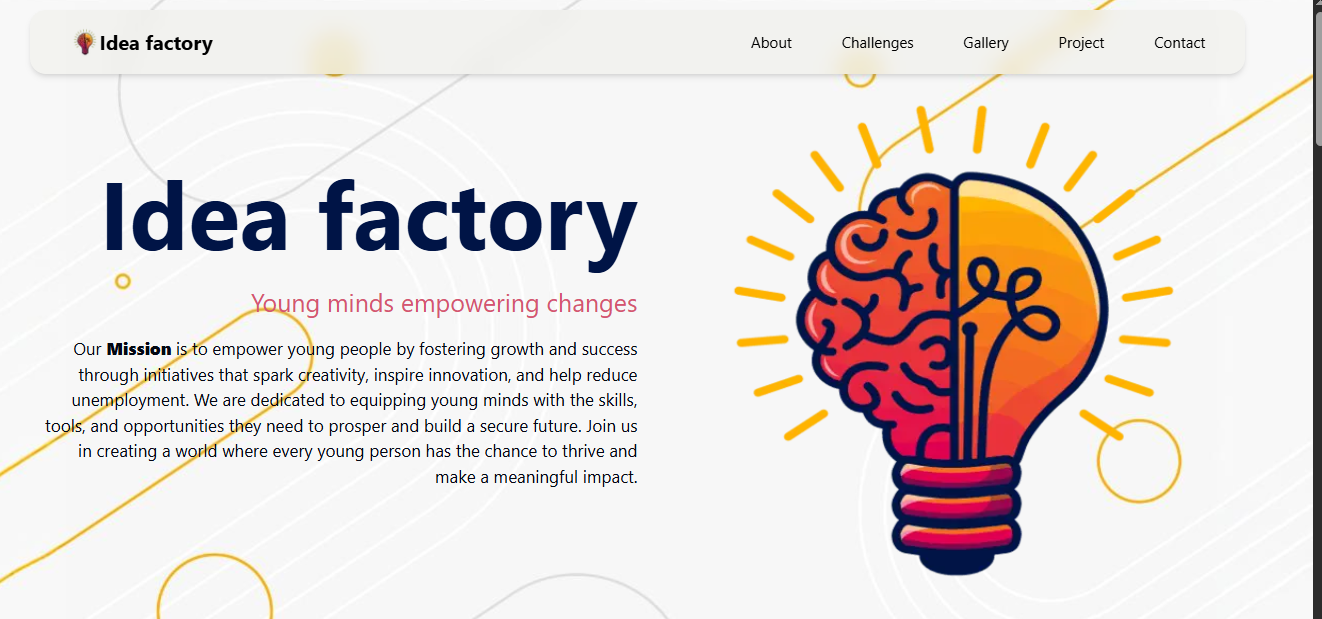 Idea factory
About Challenges Gallery Project Contact
Idea factory
Young minds empowering changes
Our Mission is to empower young people by fostering growth and success
through initiatives that spark creativity, inspire innovation, and help reduce
unemployment. We are dedicated to equipping young minds with the skills,
tools, and opportunities they need to prosper and build a secure future. Join us
in creating a world where every young person has the chance to thrive and
make a meaningful impact.